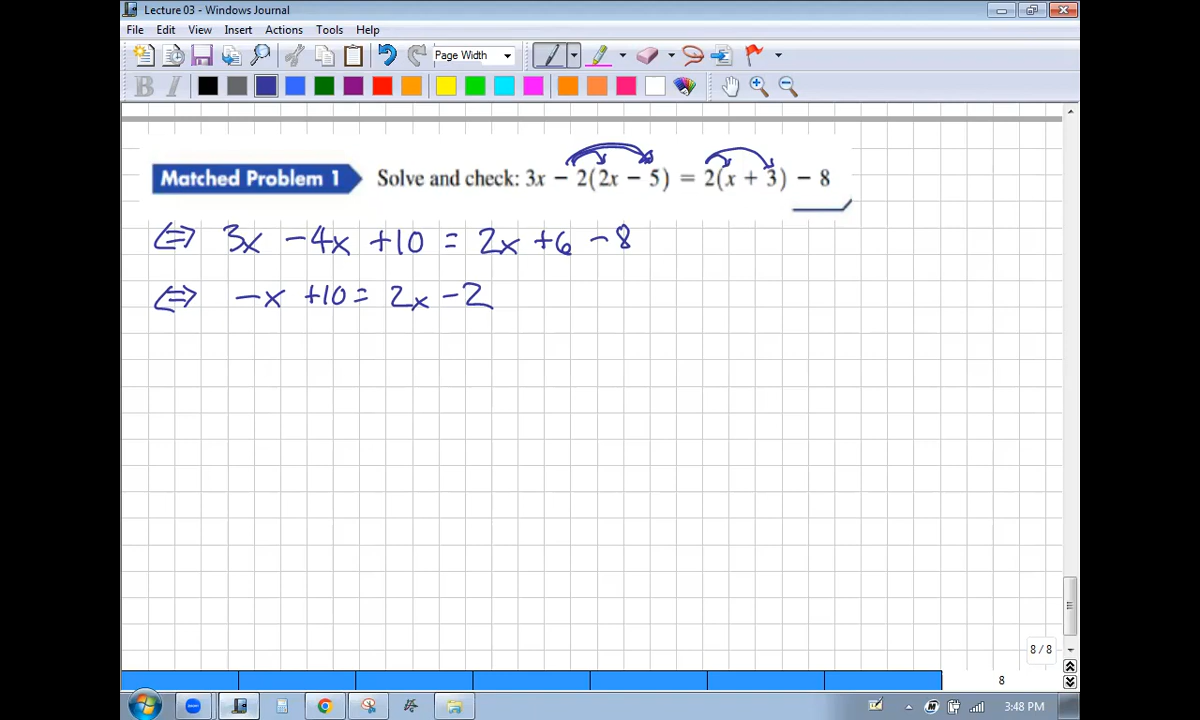 Lecture 03 - Windows Journal
File Edit View Insert Actions Tools Help
Page Width
B I
Matched Problem 1 Solve and check: 3x − 2(2x − 5) = 2(x + 3) − 8
⇔ 3x −4x +10 = 2x +6 −8
⇔ −x +10 = 2x −2
8 / 8
8
3:48 PM